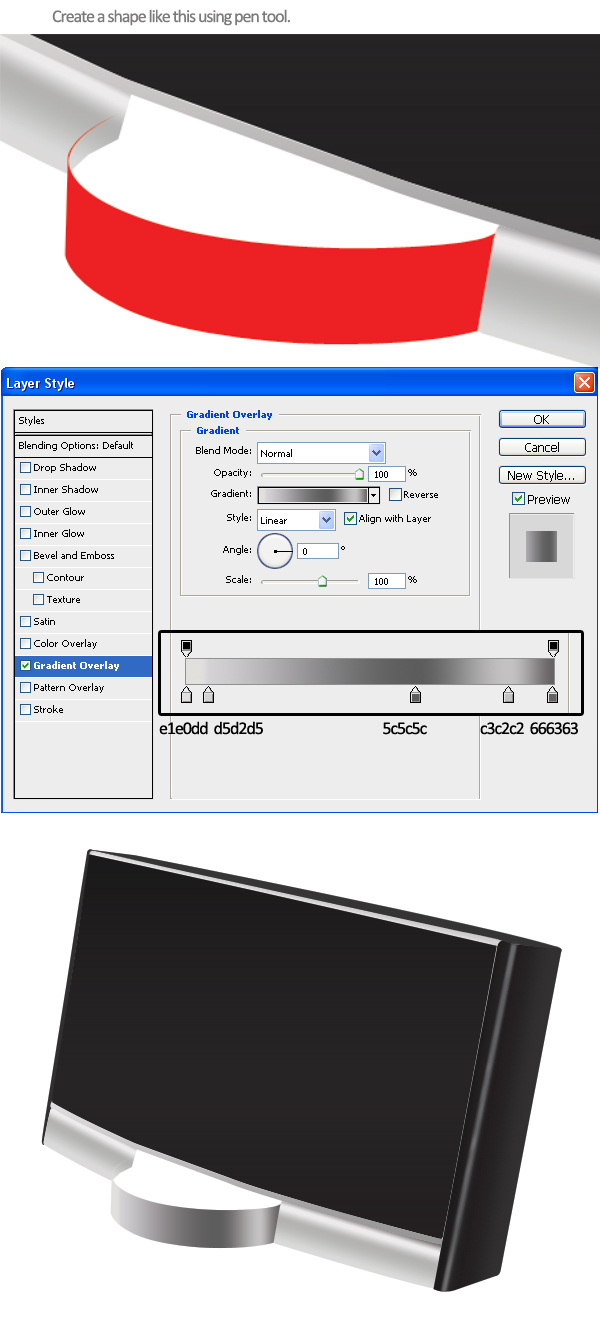 Create a shape like this using pen tool.
Layer Style
Styles
Blending Options: Default
Drop Shadow
Inner Shadow
Outer Glow
Inner Glow
Bevel and Emboss
Contour
Texture
Satin
Color Overlay
Gradient Overlay
Pattern Overlay
Stroke
Gradient Overlay
Gradient
Blend Mode: Normal
Opacity: 100 %
Gradient: Reverse
Style: Linear Align with Layer
Angle: 0 °
Scale: 100 %
OK
Cancel
New Style...
Preview
e1e0dd d5d2d5 5c5c5c c3c2c2 666363